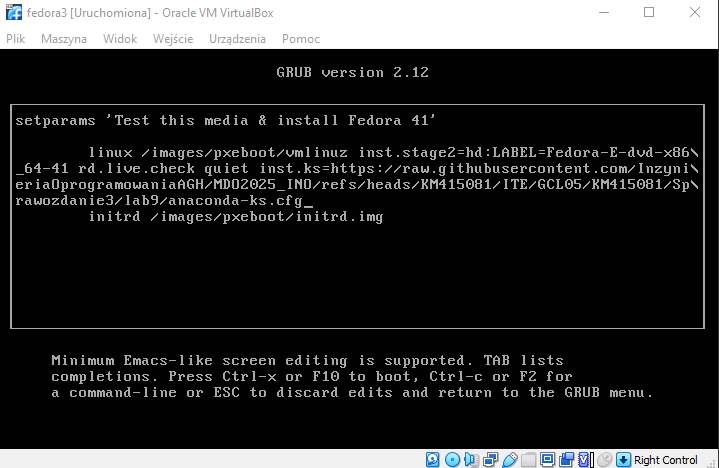 fedora3 [Uruchomiona] - Oracle VM VirtualBox
Plik Maszyna Widok Wejście Urządzenia Pomoc
GRUB version 2.12
setparams 'Test this media & install Fedora 41'
linux /images/pxeboot/vmlinuz inst.stage2=hd:LABEL=Fedora-E-dvd-x86\
_64-41 rd.live.check quiet inst.ks=https://raw.githubusercontent.com/Inzyni\
eriaOprogramowaniaAGH/MDO2025_INO/refs/heads/KM415081/ITE/GCL05/KM415081/Sp\
rawozdanie3/lab9/anaconda-ks.cfg_
initrd /images/pxeboot/initrd.img
Minimum Emacs-like screen editing is supported. TAB lists
completions. Press Ctrl-x or F10 to boot, Ctrl-c or F2 for
a command-line or ESC to discard edits and return to the GRUB menu.
Right Control